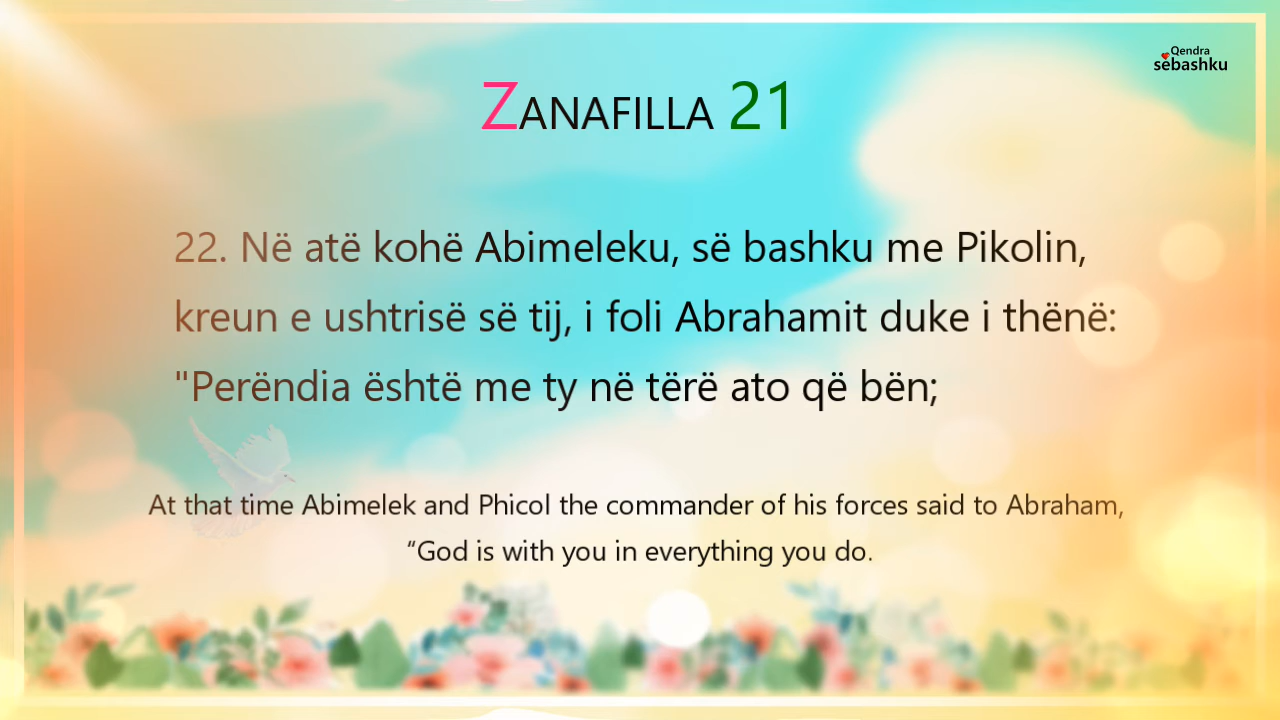 Qendra
sëbashku
ZANAFILLA 21
22. Në atë kohë Abimeleku, së bashku me Pikolin,
kreun e ushtrisë së tij, i foli Abrahamit duke i thënë:
"Perëndia është me ty në tërë ato që bën;
At that time Abimelek and Phicol the commander of his forces said to Abraham,
“God is with you in everything you do.